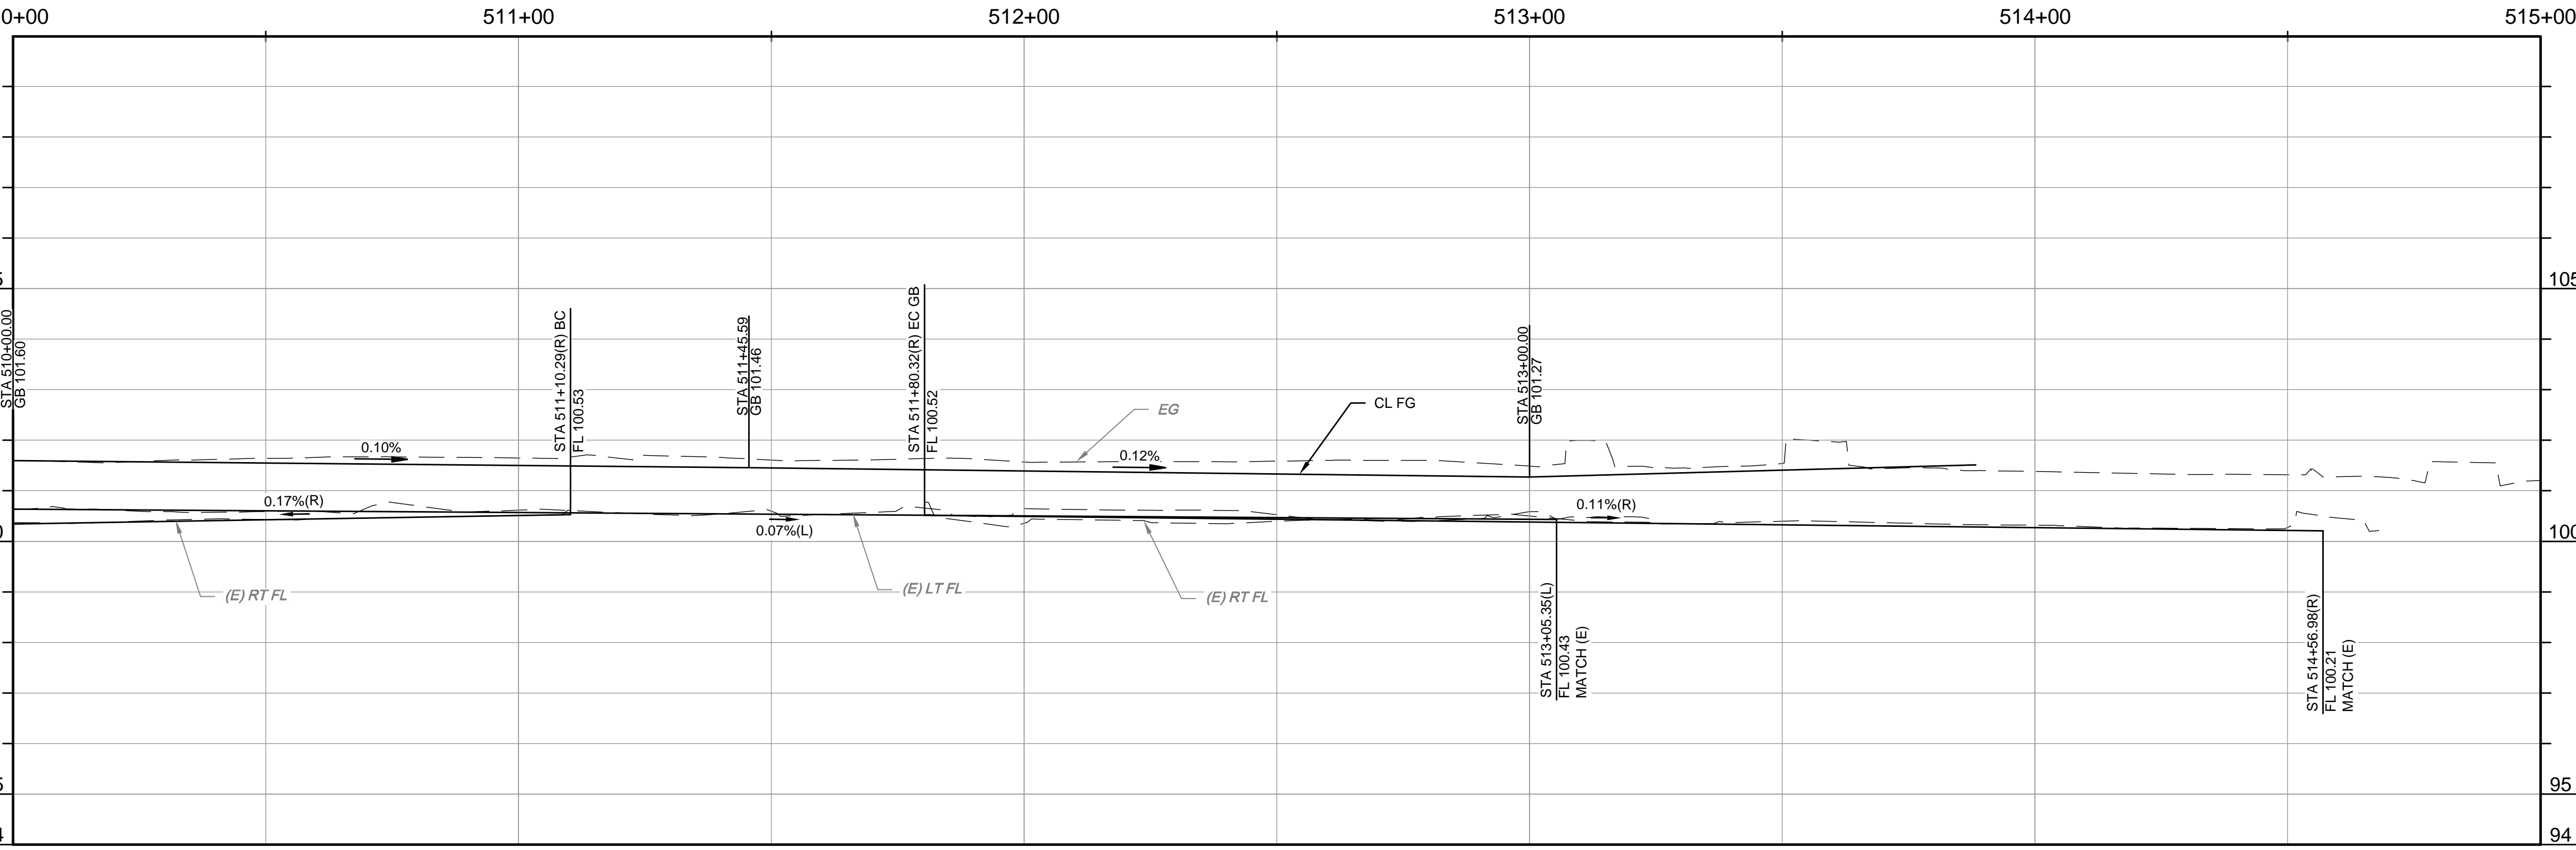 0+00
511+00
512+00
513+00
514+00
515+00
5
105
STA 510+00.00
GB 101.60
STA 511+10.29(R) BC
FL 100.53
STA 511+45.59
GB 101.46
STA 511+80.32(R) EC GB
FL 100.52
STA 513+00.00
GB 101.27
EG
CL FG
0.10%
0.12%
0.17%(R)
0.07%(L)
0.11%(R)
0
100
(E) RT FL
(E) LT FL
(E) RT FL
STA 513+05.35(L)
FL 100.43
MATCH (E)
STA 514+56.98(R)
FL 100.21
MATCH (E)
5
95
4
94